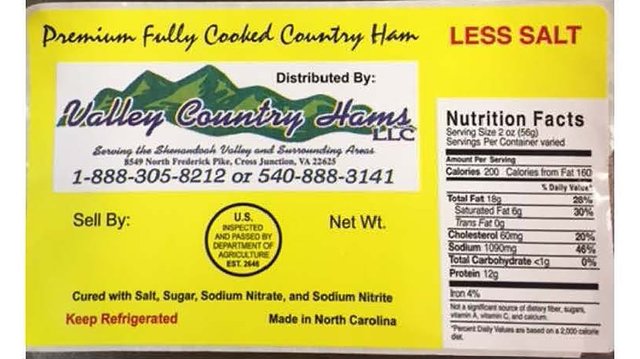 Premium Fully Cooked Country Ham
LESS SALT
Distributed By:
Valley Country Hams
LLC
Serving the Shenandoah Valley and Surrounding Areas
8549 North Frederick Pike, Cross Junction, VA 22625
1-888-305-8212 or 540-888-3141
Sell By:
U.S.
INSPECTED
AND PASSED BY
DEPARTMENT OF
AGRICULTURE
EST. 2646
Net Wt.
Cured with Salt, Sugar, Sodium Nitrate, and Sodium Nitrite
Keep Refrigerated
Made in North Carolina
Nutrition Facts
Serving Size 2 oz (56g)
Servings Per Container varied
Amount Per Serving
Calories 200 Calories from Fat 160
% Daily Value*
Total Fat 18g 28%
Saturated Fat 6g 30%
Trans Fat 0g
Cholesterol 60mg 20%
Sodium 1090mg 46%
Total Carbohydrate <1g 0%
Protein 12g
Iron 4%
Not a significant source of dietary fiber, sugars,
vitamin A, vitamin C, and calcium.
*Percent Daily Values are based on a 2,000 calorie
diet.